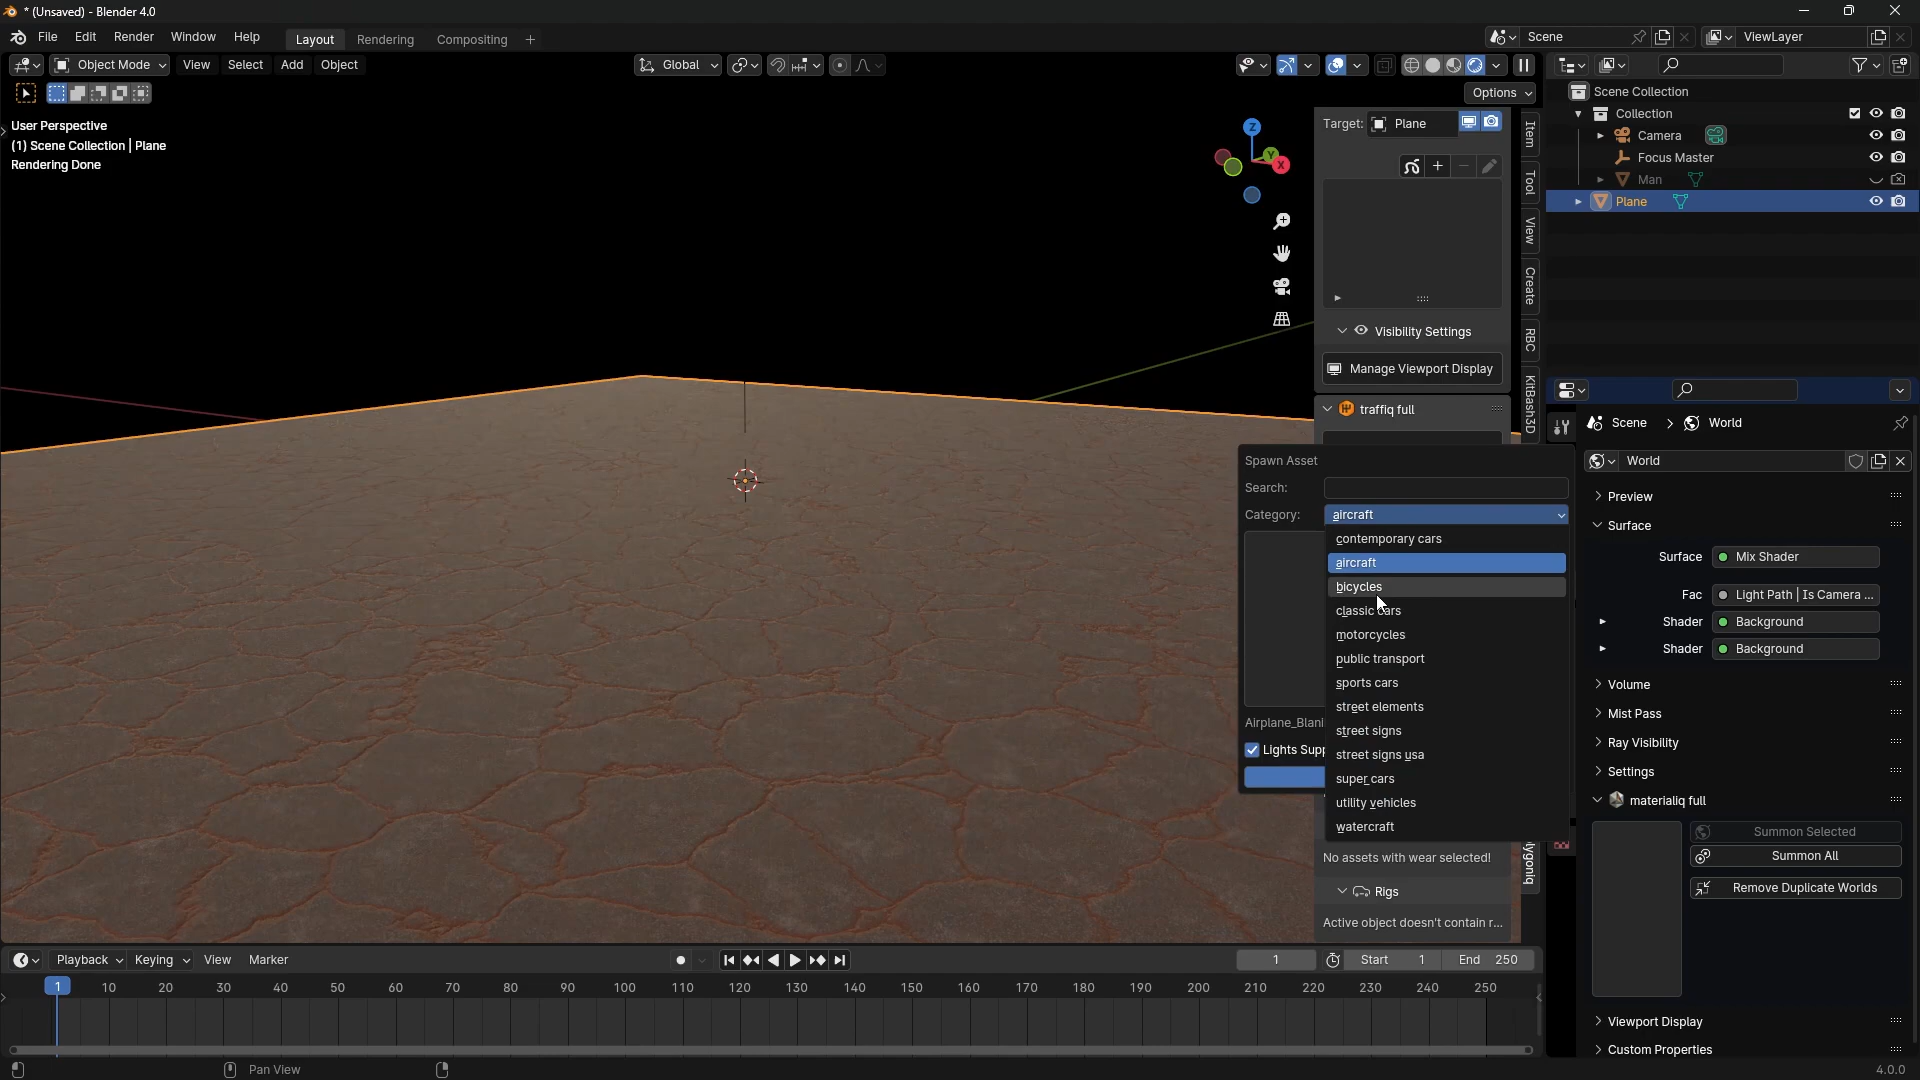 * (Unsaved) - Blender 4.0
File Edit Render Window Help Layout Rendering Compositing + Scene ViewLayer
Object Mode View Select Add Object Global
Options
User Perspective
(1) Scene Collection | Plane
Rendering Done
Z
Y
X
Target: Plane
Visibility Settings
Manage Viewport Display
traffiq full
Item
Tool
View
Create
RBC
KitBash3D
Spawn Asset
Search:
Category: aircraft
contemporary cars
aircraft
bicycles
classic cars
motorcycles
public transport
sports cars
street elements
street signs
street signs usa
super cars
utility vehicles
watercraft
Lights Supp
No assets with wear selected!
Rigs
Active object doesn't contain r...
lygoniq
Scene Collection
Collection
Camera
Focus Master
Man
Plane
Scene > World
World
Preview
Surface
Surface Mix Shader
Fac Light Path | Is Camera ...
Shader Background
Shader Background
Volume
Mist Pass
Ray Visibility
Settings
materialiq full
Summon Selected
Summon All
Remove Duplicate Worlds
Viewport Display
Custom Properties
Playback Keying View Marker 1 Start 1 End 250
1 10 20 30 40 50 60 70 80 90 100 110 120 130 140 150 160 170 180 190 200 210 220 230 240 250
Pan View 4.0.0